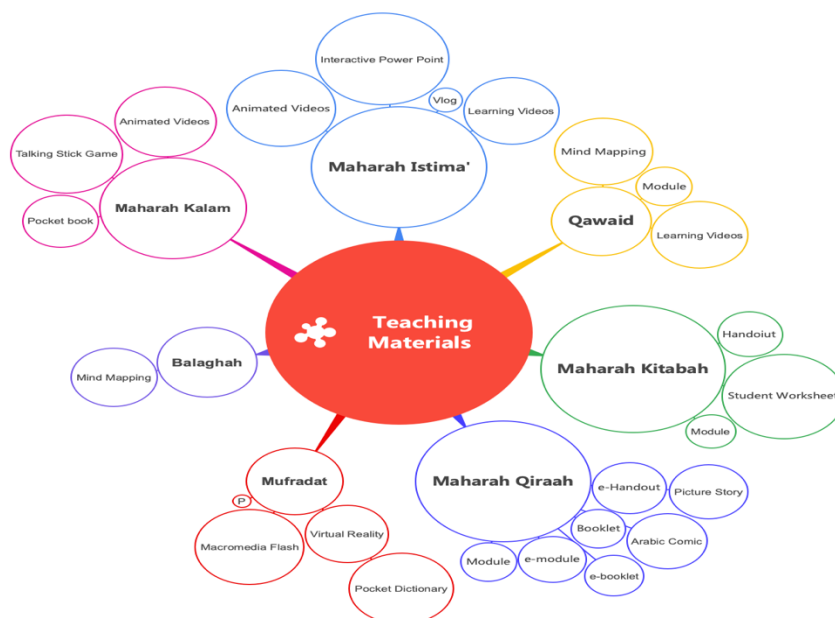 Interactive Power Point
Animated Videos
Vlog
Learning Videos
Maharah Istima'
Animated Videos
Talking Stick Game
Pocket book
Maharah Kalam
Mind Mapping
Module
Qawaid
Learning Videos
Teaching
Materials
Balaghah
Mind Mapping
Maharah Kitabah
Handoiut
Student Worksheet
Module
Mufradat
P
Macromedia Flash
Virtual Reality
Pocket Dictionary
Maharah Qiraah
e-Handout
Picture Story
Booklet
Arabic Comic
Module
e-module
e-booklet